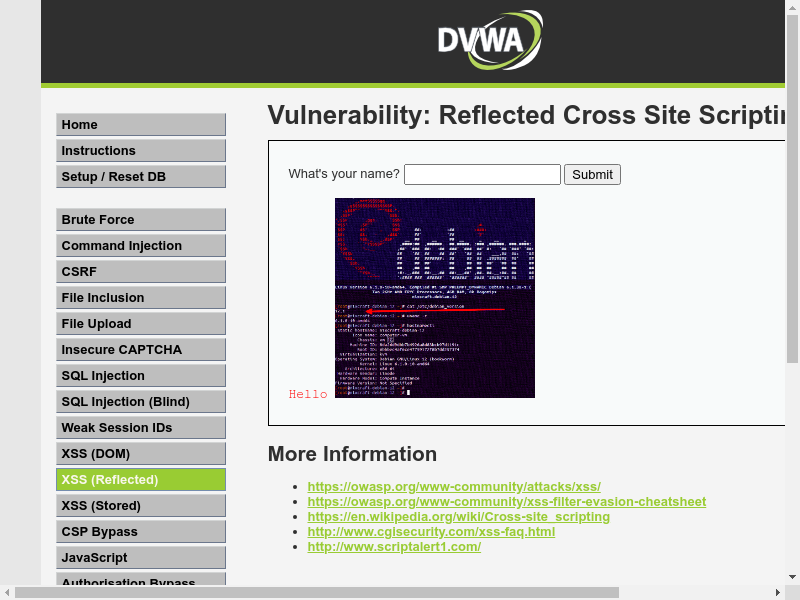 DVWA
Home
Instructions
Setup / Reset DB
Brute Force
Command Injection
CSRF
File Inclusion
File Upload
Insecure CAPTCHA
SQL Injection
SQL Injection (Blind)
Weak Session IDs
XSS (DOM)
XSS (Reflected)
XSS (Stored)
CSP Bypass
JavaScript
Authorisation Bypass
Vulnerability: Reflected Cross Site Scriptin
What's your name? Submit
Hello
More Information
https://owasp.org/www-community/attacks/xss/
https://owasp.org/www-community/xss-filter-evasion-cheatsheet
https://en.wikipedia.org/wiki/Cross-site_scripting
http://www.cgisecurity.com/xss-faq.html
http://www.scriptalert1.com/